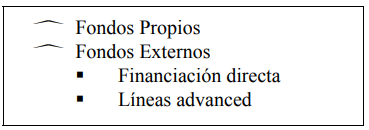 Fondos Propios
Fondos Externos
▪ Financiación directa
▪ Líneas advanced